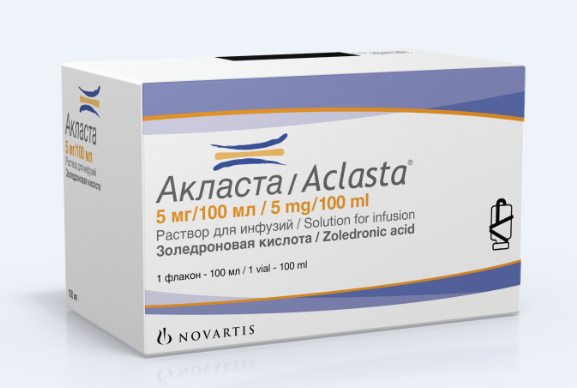 Акласта
5 мг/100 мл
Раствор для инфузий
Золедроновая кислота
Акласта / Aclasta®
5 мг/100 мл / 5 mg/100 ml
Раствор для инфузий / Solution for infusion
Золедроновая кислота / Zoledronic acid
1 флакон - 100 мл / 1 vial - 100 ml
NOVARTIS
100 мл